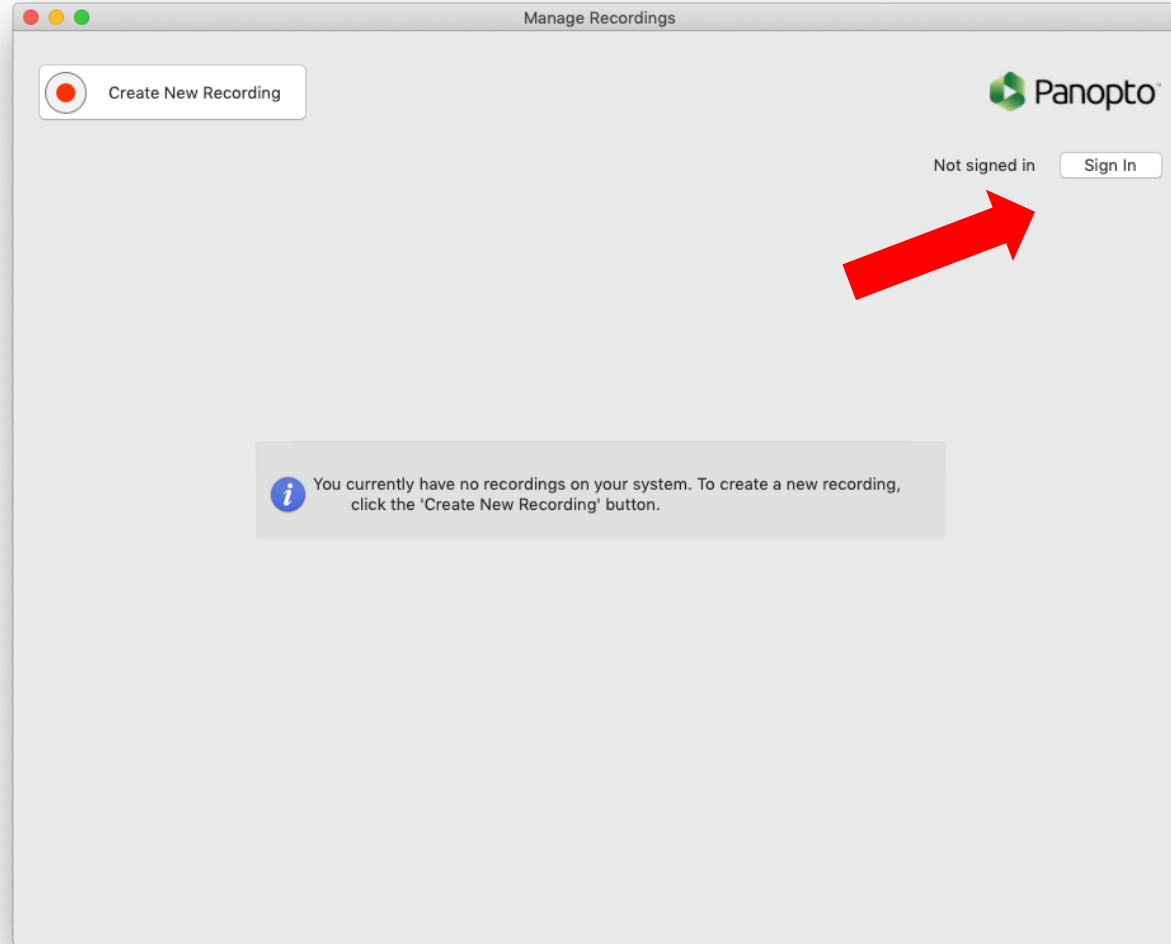 Manage Recordings
Create New Recording
Panopto
Not signed in
Sign In
You currently have no recordings on your system. To create a new recording,
click the 'Create New Recording' button.